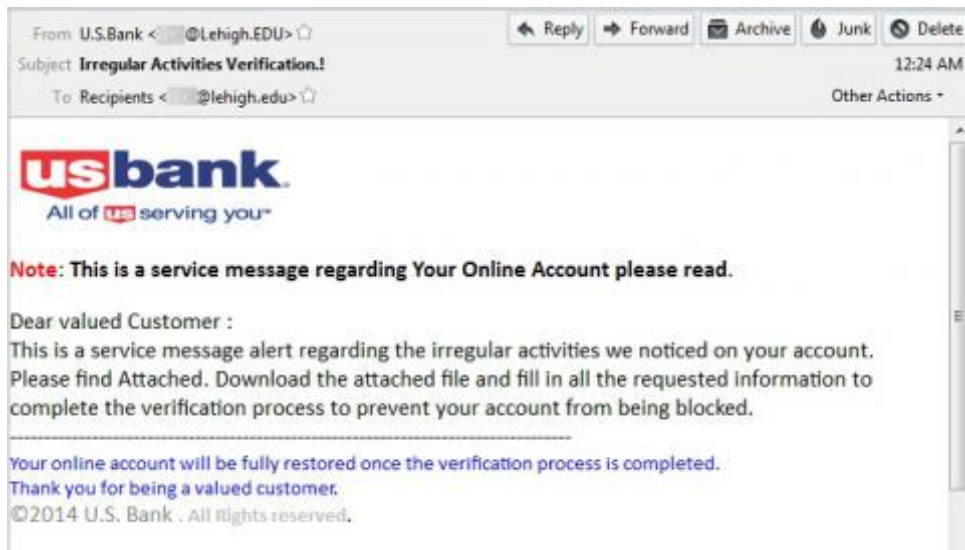 From U.S.Bank < @Lehigh.EDU>
Reply Forward Archive Junk Delete
Subject Irregular Activities Verification.!
12:24 AM
To Recipients < @lehigh.edu>
Other Actions
usbank.
All of us serving you℠
Note: This is a service message regarding Your Online Account please read.
Dear valued Customer :
This is a service message alert regarding the irregular activities we noticed on your account.
Please find Attached. Download the attached file and fill in all the requested information to
complete the verification process to prevent your account from being blocked.
--------------------------------------------------------------------------------
Your online account will be fully restored once the verification process is completed.
Thank you for being a valued customer.
©2014 U.S. Bank . All Rights reserved.